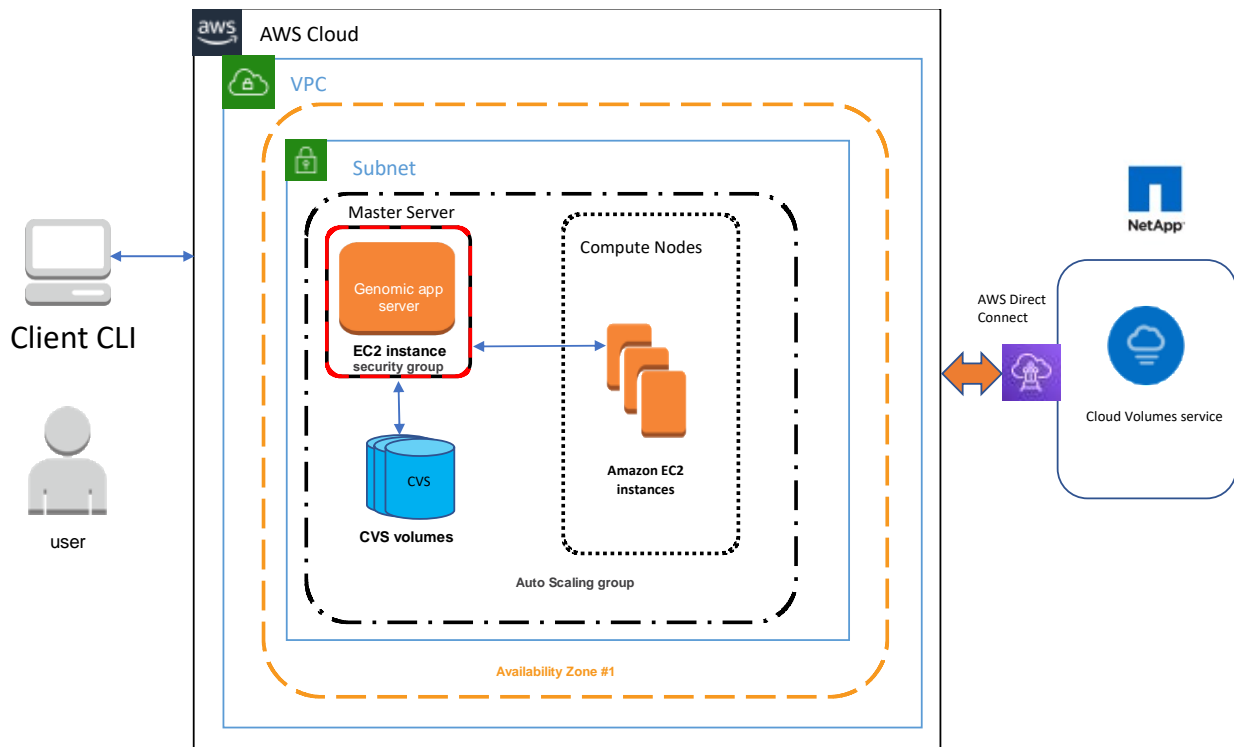 aws
AWS Cloud
VPC
Subnet
Master Server
Genomic app
server
EC2 instance
security group
CVS
CVS volumes
Compute Nodes
Amazon EC2
instances
Auto Scaling group
Availability Zone #1
Client CLI
user
NetApp
AWS Direct
Connect
Cloud Volumes service